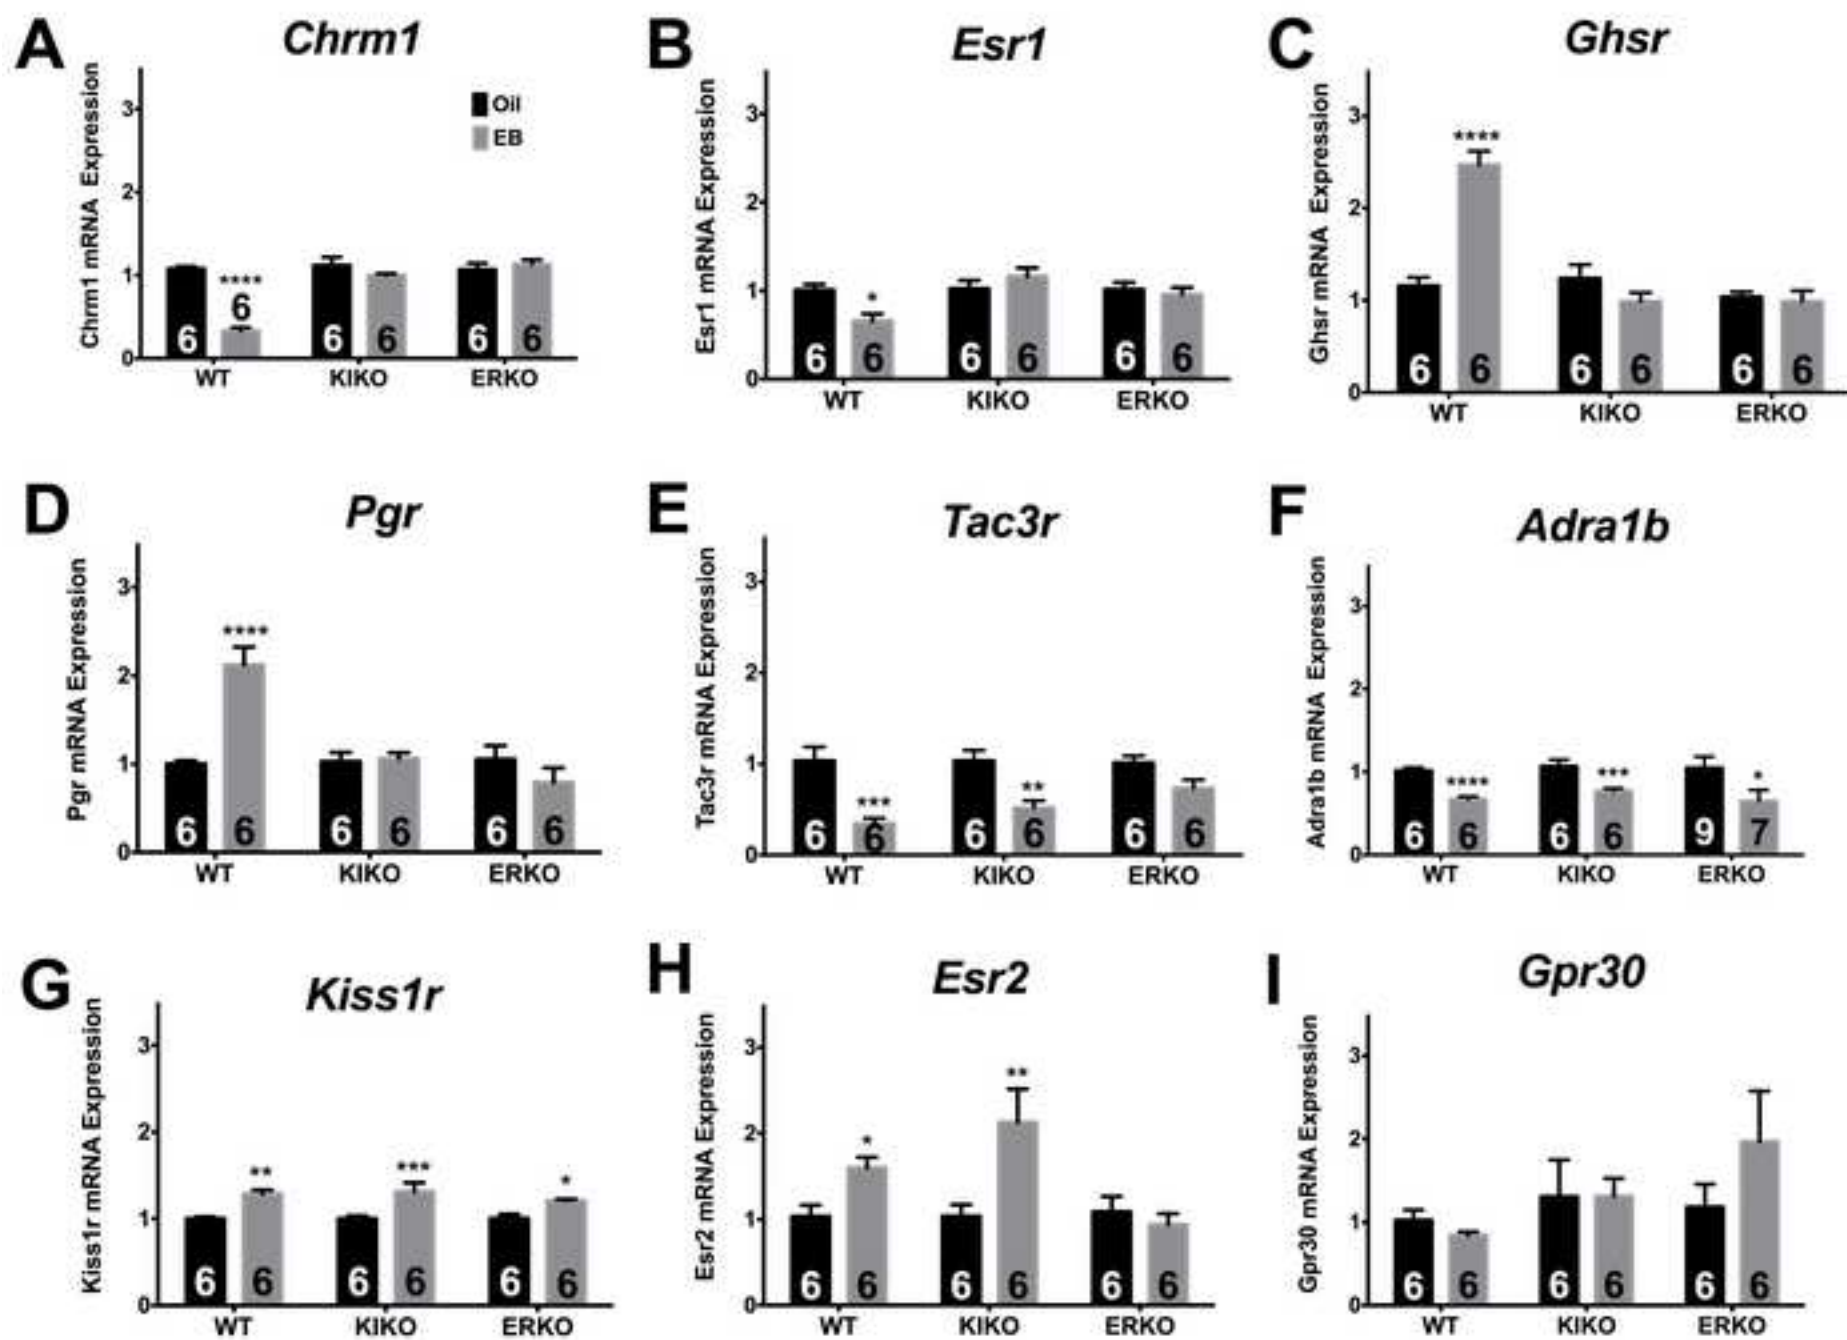 A Chrm1
Chrm1 mRNA Expression
3
2
1
0
Oil
EB
****
6 6 6 6 6 6
WT KIKO ERKO
B Esr1
Esr1 mRNA Expression
3
2
1
0
*
6 6 6 6 6 6
WT KIKO ERKO
C Ghsr
Ghsr mRNA Expression
3
2
1
0
****
6 6 6 6 6 6
WT KIKO ERKO
D Pgr
Pgr mRNA Expression
3
2
1
0
****
6 6 6 6 6 6
WT KIKO ERKO
E Tac3r
Tac3r mRNA Expression
3
2
1
0
*** **
6 6 6 6 6 6
WT KIKO ERKO
F Adra1b
Adra1b mRNA Expression
3
2
1
0
**** *** *
6 6 6 6 9 7
WT KIKO ERKO
G Kiss1r
Kiss1r mRNA Expression
3
2
1
0
** *** *
6 6 6 6 6 6
WT KIKO ERKO
H Esr2
Esr2 mRNA Expression
3
2
1
0
* **
6 6 6 6 6 6
WT KIKO ERKO
I Gpr30
Gpr30 mRNA Expression
3
2
1
0
6 6 6 6 6 6
WT KIKO ERKO